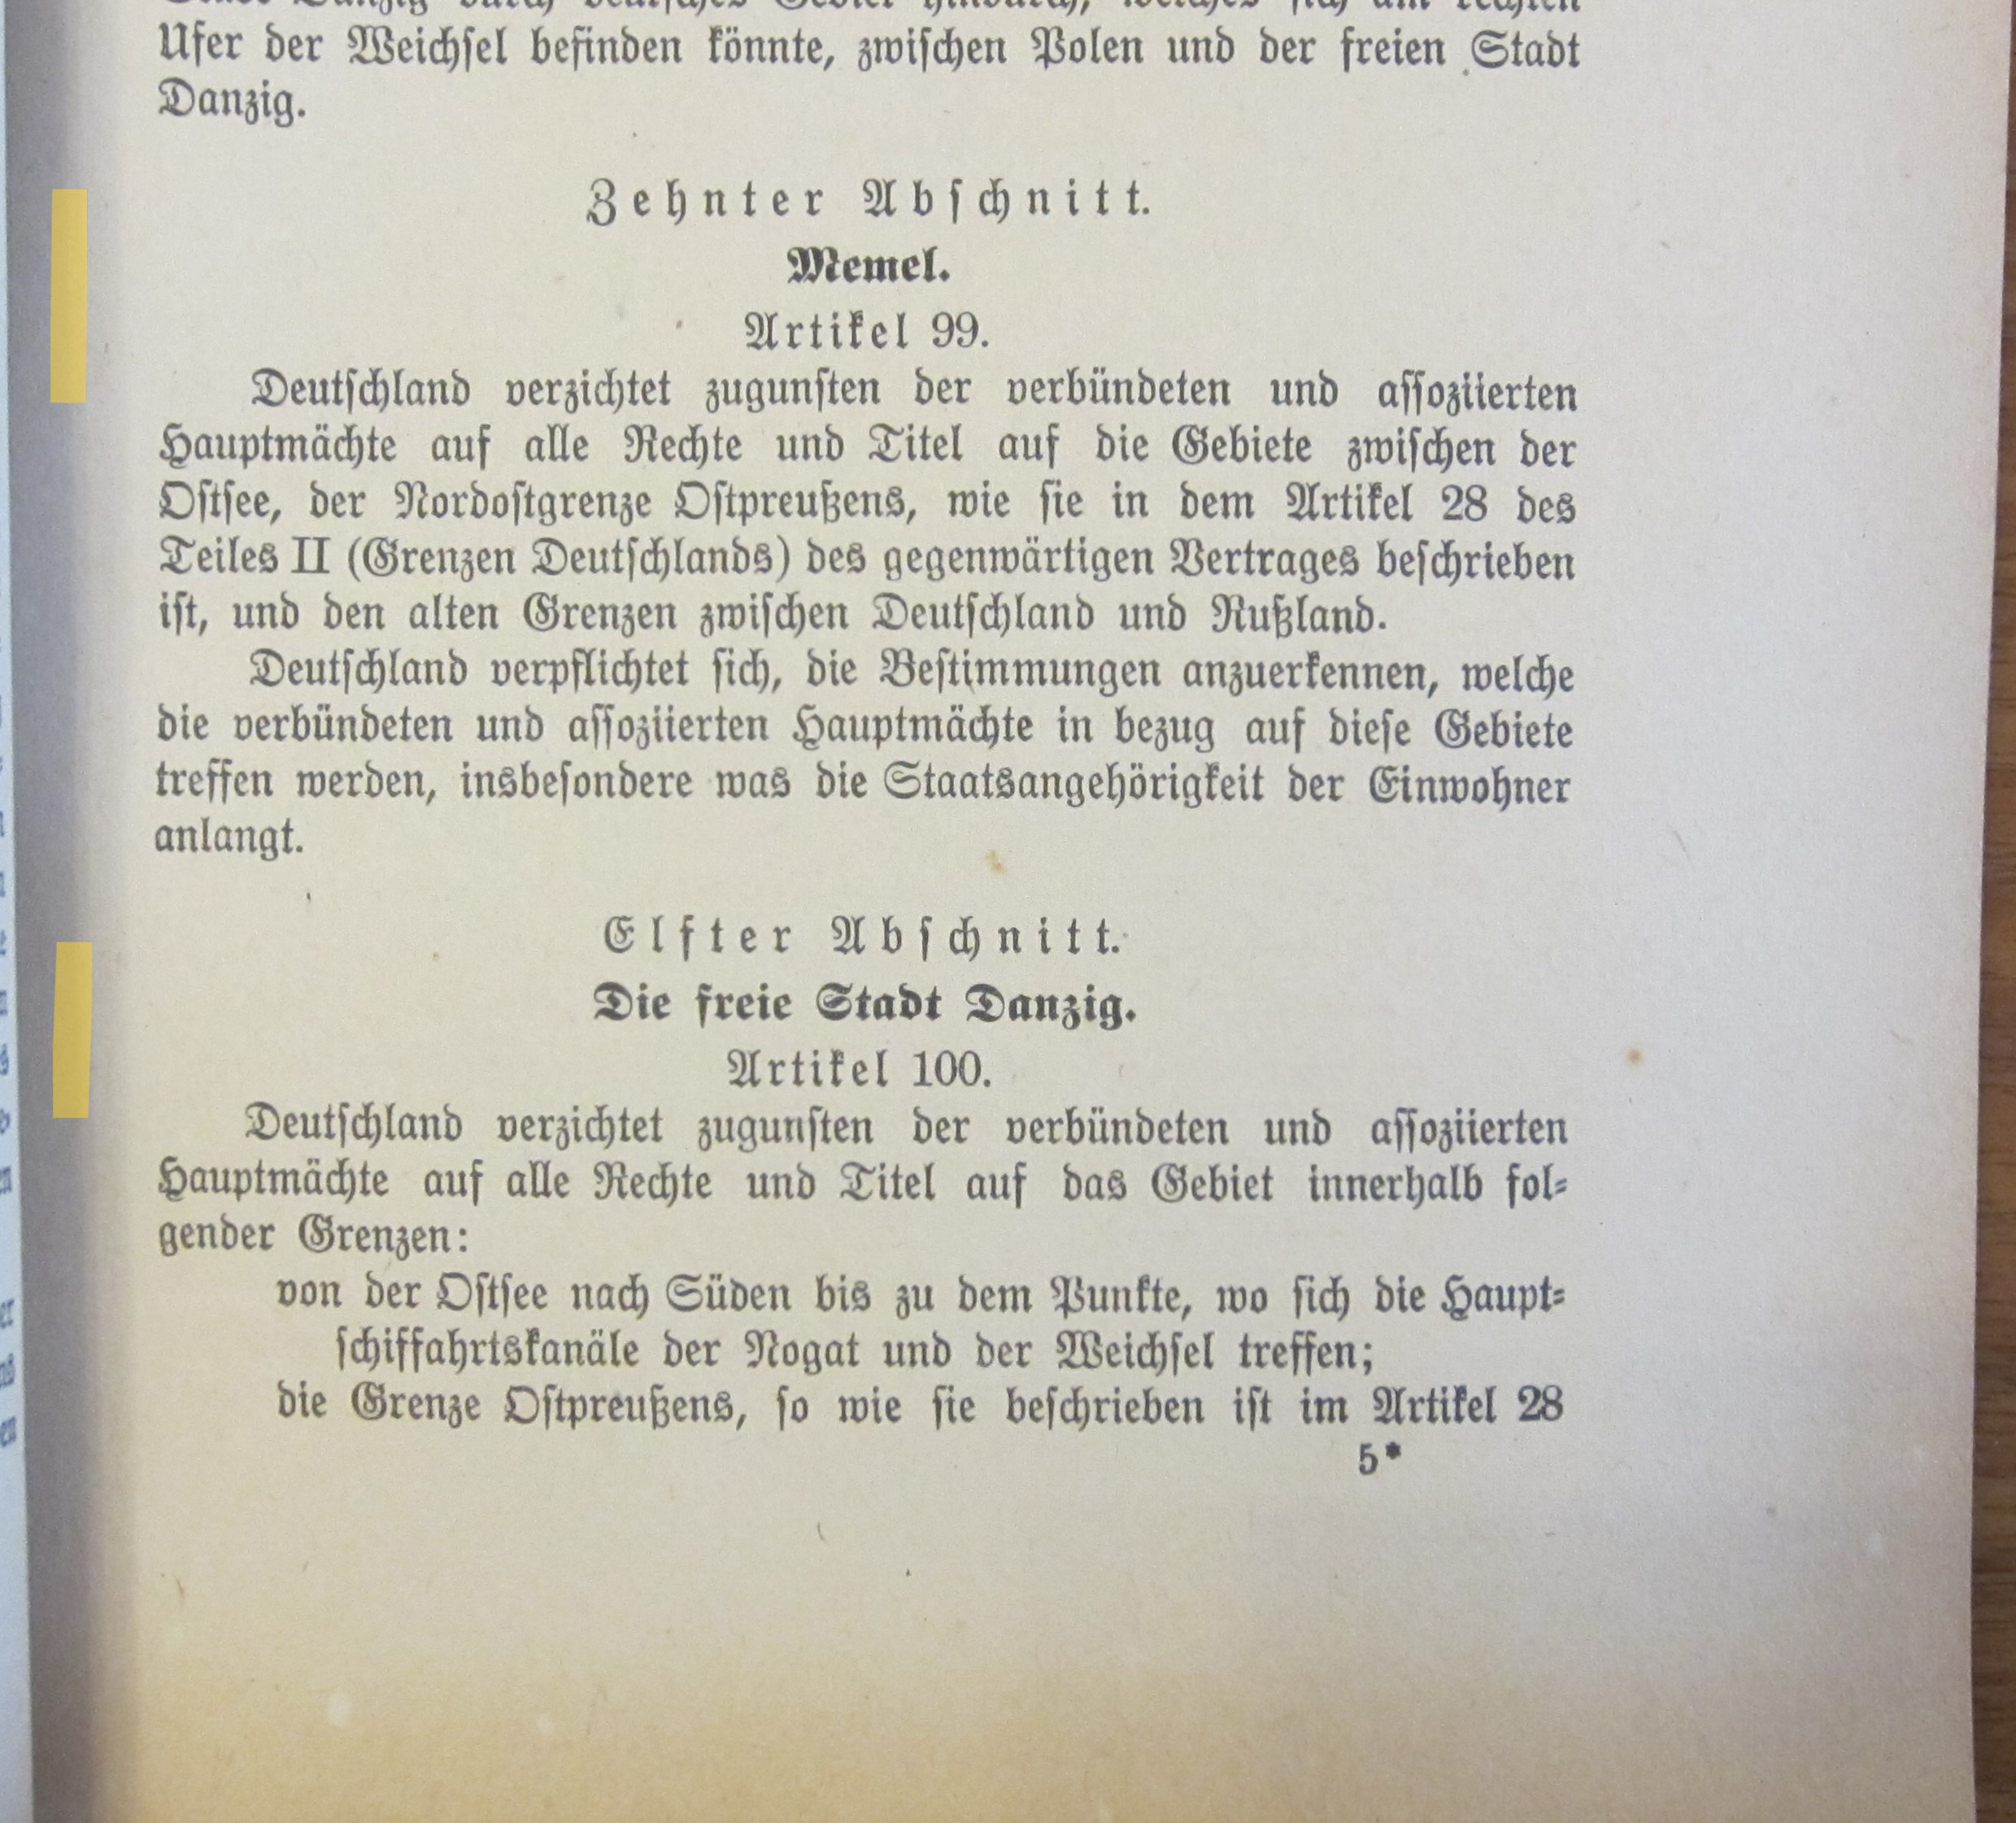 Ufer der Weichſel befinden könnte, zwiſchen Polen und der freien Stadt
Danzig.
Zehnter Abſchnitt.
Memel.
Artikel 99.
Deutſchland verzichtet zugunſten der verbündeten und aſſoziierten
Hauptmächte auf alle Rechte und Titel auf die Gebiete zwiſchen der
Oſtſee, der Nordoſtgrenze Oſtpreußens, wie ſie in dem Artikel 28 des
Teiles II (Grenzen Deutſchlands) des gegenwärtigen Vertrages beſchrieben
iſt, und den alten Grenzen zwiſchen Deutſchland und Rußland.
Deutſchland verpflichtet ſich, die Beſtimmungen anzuerkennen, welche
die verbündeten und aſſoziierten Hauptmächte in bezug auf dieſe Gebiete
treffen werden, insbeſondere was die Staatsangehörigkeit der Einwohner
anlangt.
Elfter Abſchnitt.
Die freie Stadt Danzig.
Artikel 100.
Deutſchland verzichtet zugunſten der verbündeten und aſſoziierten
Hauptmächte auf alle Rechte und Titel auf das Gebiet innerhalb fol⸗
gender Grenzen:
von der Oſtſee nach Süden bis zu dem Punkte, wo ſich die Haupt⸗
ſchiffahrtskanäle der Nogat und der Weichſel treffen;
die Grenze Oſtpreußens, ſo wie ſie beſchrieben iſt im Artikel 28
5*